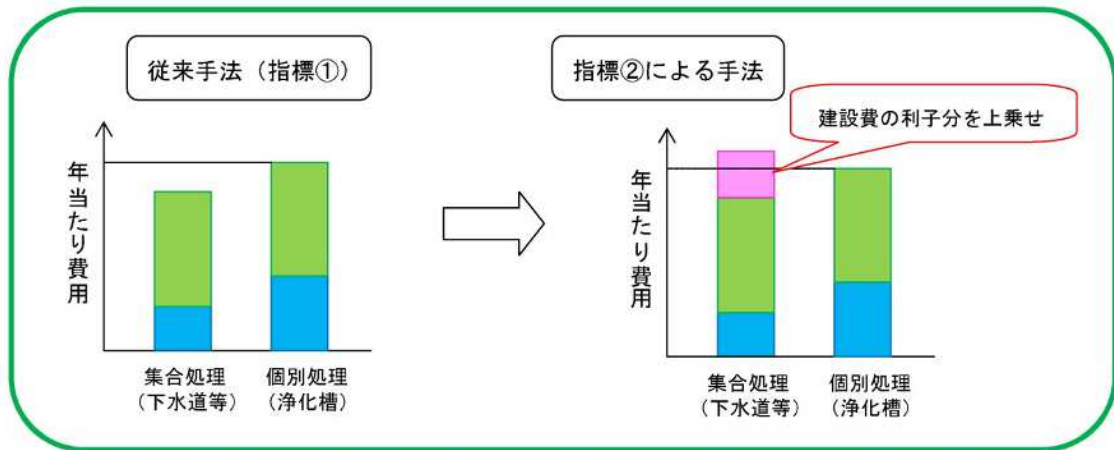 従来手法（指標①）
年当たり費用
集合処理
（下水道等）
個別処理
（浄化槽）
指標②による手法
建設費の利子分を上乗せ
年当たり費用
集合処理
（下水道等）
個別処理
（浄化槽）